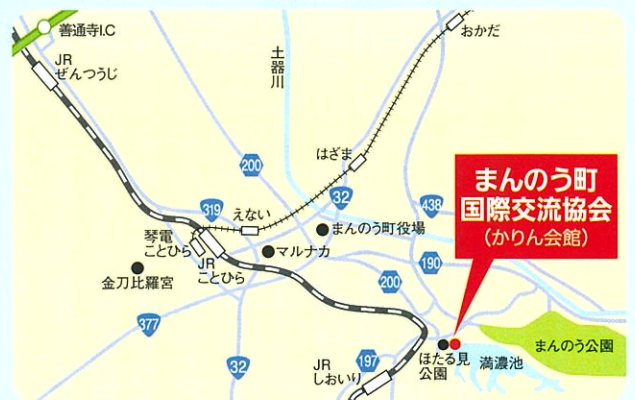 善通寺I.C
おかだ
JR
ぜんつうじ
土器川
はざま
200
32
319
えない
438
まんのう町
国際交流協会
(かりん会館)
まんのう町役場
琴電
ことひら
マルナカ
JR
ことひら
金刀比羅宮
190
200
377
32
197
JR
しおいり
ほたる見
公園
満濃池
まんのう公園